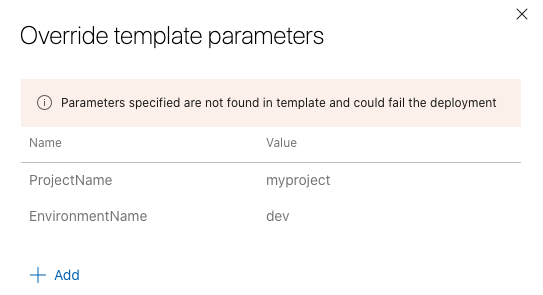 Override template parameters
Parameters specified are not found in template and could fail the deployment
Name Value
ProjectName myproject
EnvironmentName dev
Add